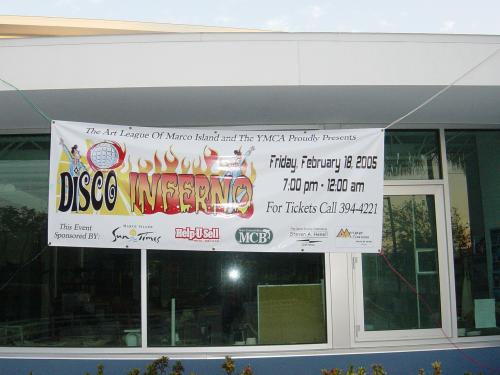 The Art League Of Marco Island and The YMCA Proudly Presents
DISCO INFERNO
Friday, February 18, 2005
7:00 pm - 12:00 am
For Tickets Call 394-4221
This Event
Sponsored BY:
Sun Times
Help-U-Sell
MCB
Steven A.